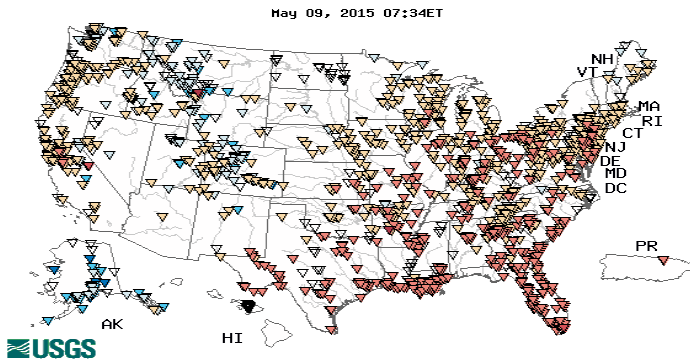 May 09, 2015 07:34ET
NH
VT
MA
RI
CT
NJ
DE
MD
DC
PR
AK
HI
USGS